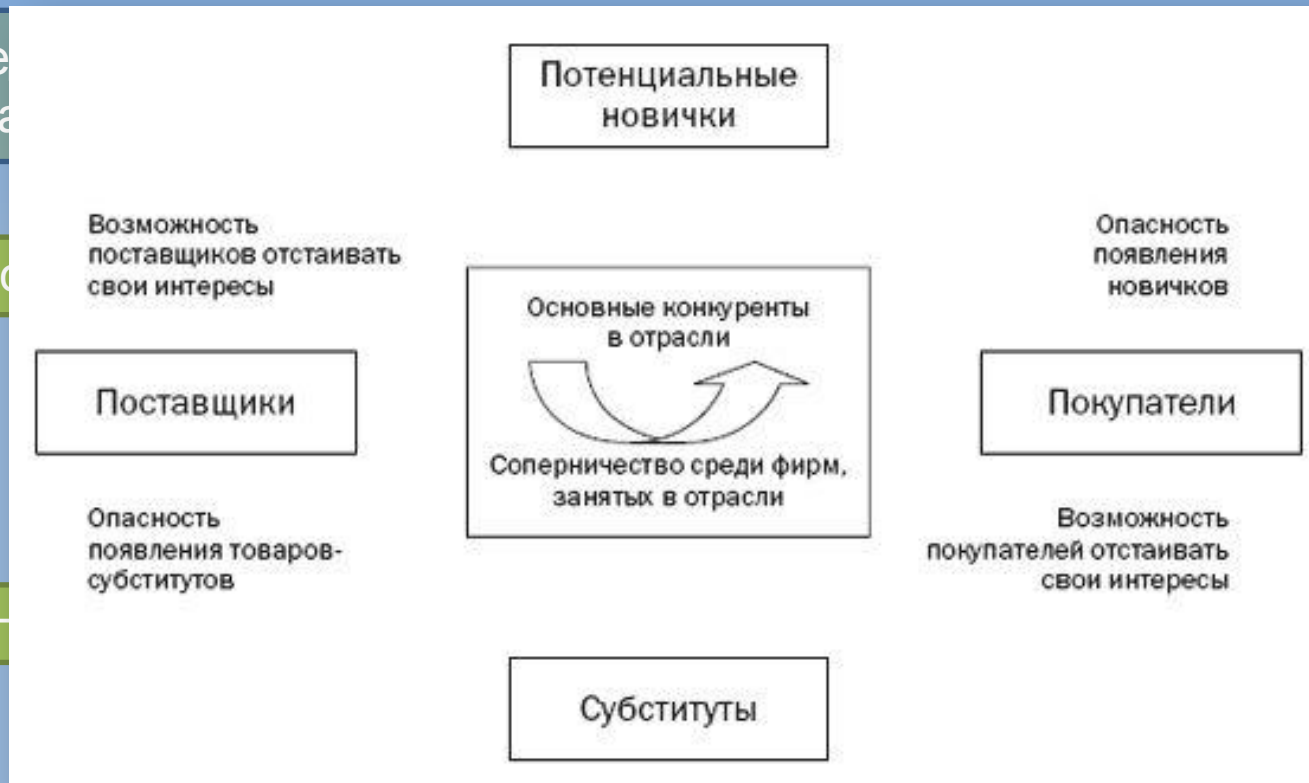 Потенциальные
новички
Возможность
поставщиков отстаивать
свои интересы
Опасность
появления
новичков
Основные конкуренты
в отрасли
Поставщики
Покупатели
Соперничество среди фирм,
занятых в отрасли
Опасность
появления товаров-
субститутов
Возможность
покупателей отстаивать
свои интересы
Субституты